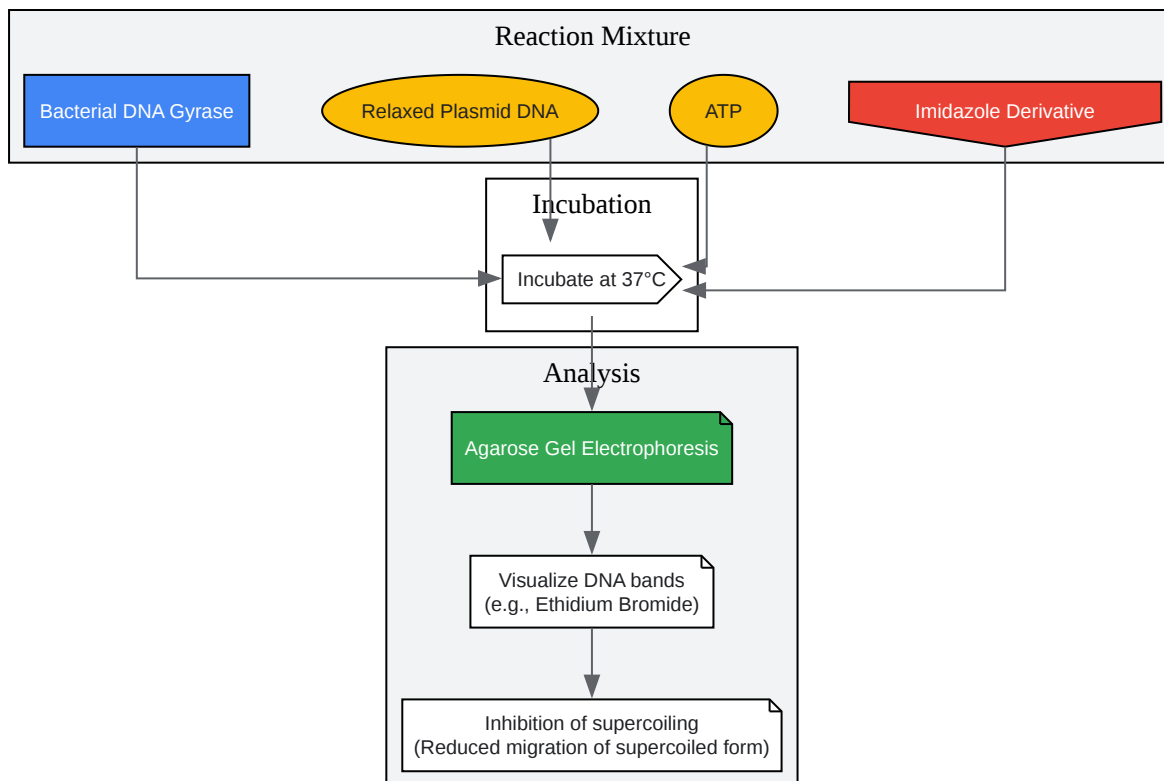 Reaction Mixture
Bacterial DNA Gyrase
Relaxed Plasmid DNA
ATP
Imidazole Derivative
Incubation
Incubate at 37°C
Analysis
Agarose Gel Electrophoresis
Visualize DNA bands
(e.g., Ethidium Bromide)
Inhibition of supercoiling
(Reduced migration of supercoiled form)